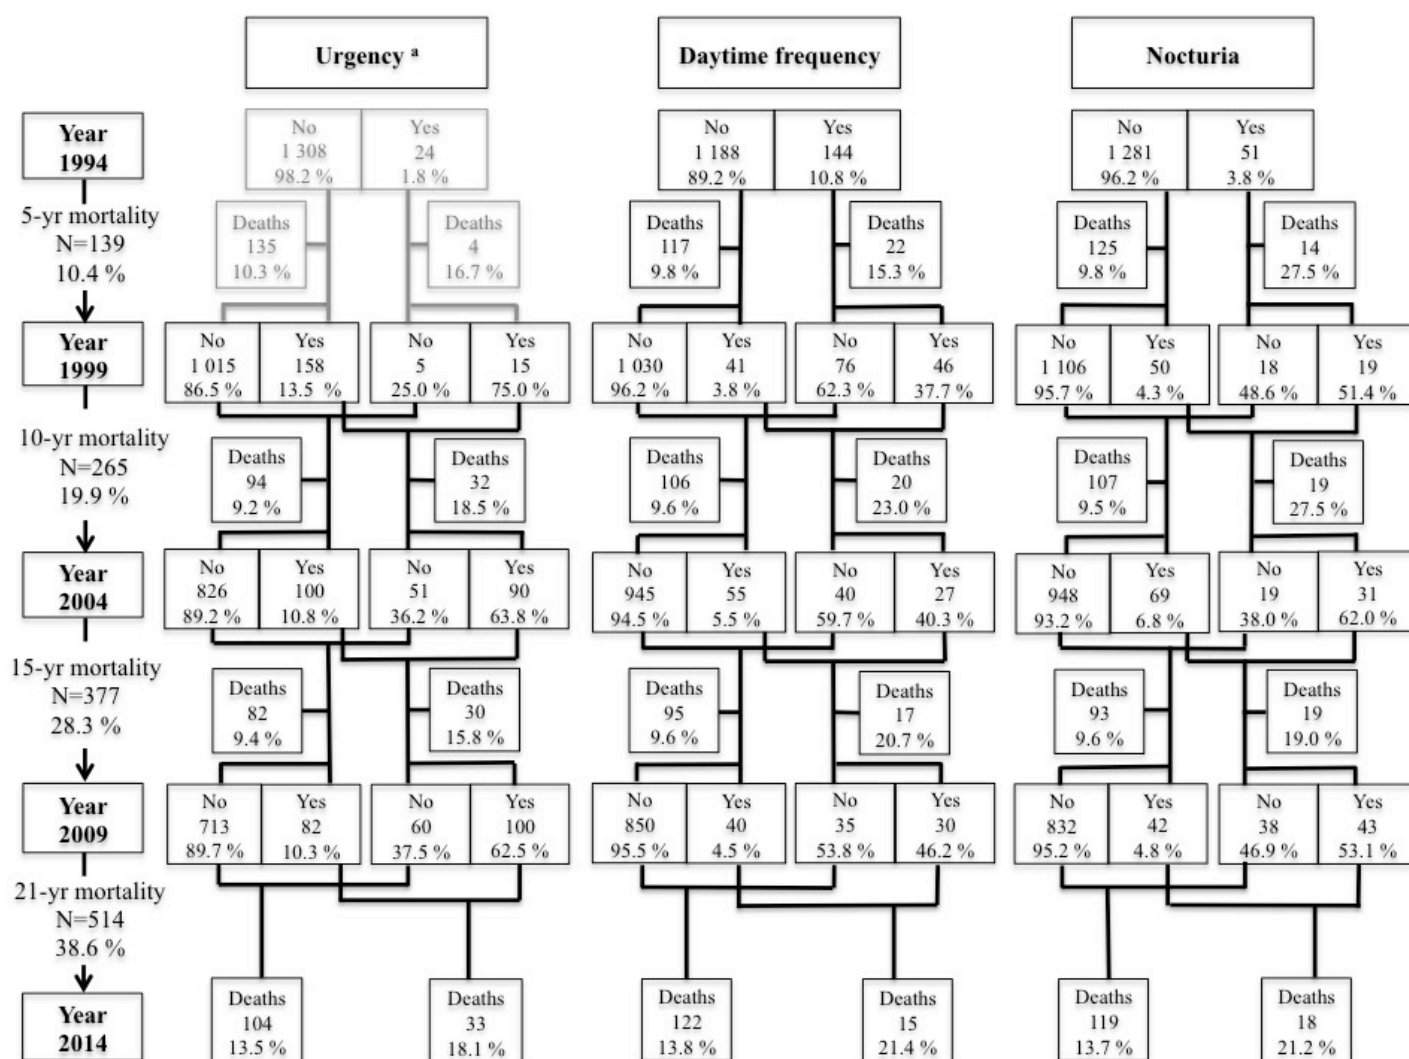 Urgency ª
Daytime frequency
Nocturia
Year
1994
No
1 308
98.2 %
Yes
24
1.8 %
No
1 188
89.2 %
Yes
144
10.8 %
No
1 281
96.2 %
Yes
51
3.8 %
5-yr mortality
N=139
10.4 %
Deaths
135
10.3 %
Deaths
4
16.7 %
Deaths
117
9.8 %
Deaths
22
15.3 %
Deaths
125
9.8 %
Deaths
14
27.5 %
Year
1999
No
1 015
86.5 %
Yes
158
13.5 %
No
5
25.0 %
Yes
15
75.0 %
No
1 030
96.2 %
Yes
41
3.8 %
No
76
62.3 %
Yes
46
37.7 %
No
1 106
95.7 %
Yes
50
4.3 %
No
18
48.6 %
Yes
19
51.4 %
10-yr mortality
N=265
19.9 %
Deaths
94
9.2 %
Deaths
32
18.5 %
Deaths
106
9.6 %
Deaths
20
23.0 %
Deaths
107
9.5 %
Deaths
19
27.5 %
Year
2004
No
826
89.2 %
Yes
100
10.8 %
No
51
36.2 %
Yes
90
63.8 %
No
945
94.5 %
Yes
55
5.5 %
No
40
59.7 %
Yes
27
40.3 %
No
948
93.2 %
Yes
69
6.8 %
No
19
38.0 %
Yes
31
62.0 %
15-yr mortality
N=377
28.3 %
Deaths
82
9.4 %
Deaths
30
15.8 %
Deaths
95
9.6 %
Deaths
17
20.7 %
Deaths
93
9.6 %
Deaths
19
19.0 %
Year
2009
No
713
89.7 %
Yes
82
10.3 %
No
60
37.5 %
Yes
100
62.5 %
No
850
95.5 %
Yes
40
4.5 %
No
35
53.8 %
Yes
30
46.2 %
No
832
95.2 %
Yes
42
4.8 %
No
38
46.9 %
Yes
43
53.1 %
21-yr mortality
N=514
38.6 %
Year
2014
Deaths
104
13.5 %
Deaths
33
18.1 %
Deaths
122
13.8 %
Deaths
15
21.4 %
Deaths
119
13.7 %
Deaths
18
21.2 %